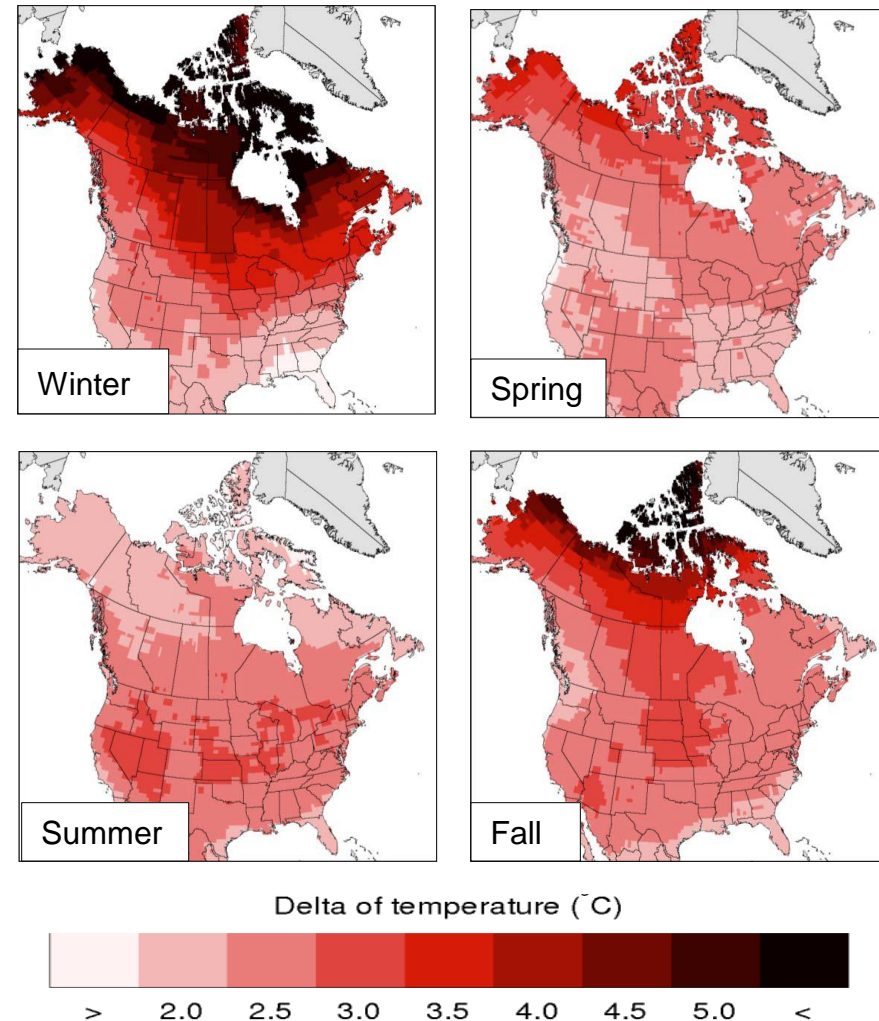 Winter
Spring
Summer
Fall
Delta of temperature (°C)
> 2.0 2.5 3.0 3.5 4.0 4.5 5.0 <